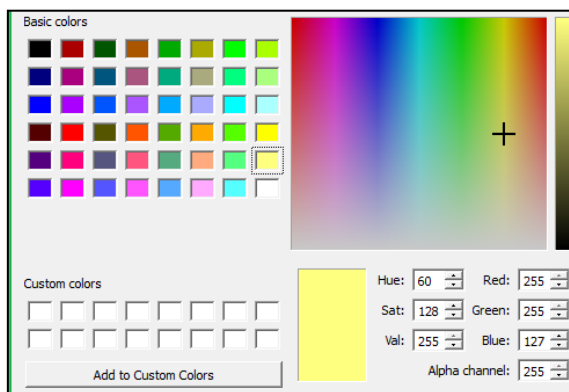 Basic colors
Custom colors
Add to Custom Colors
Hue: 60 Red: 255
Sat: 128 Green: 255
Val: 255 Blue: 127
Alpha channel: 255